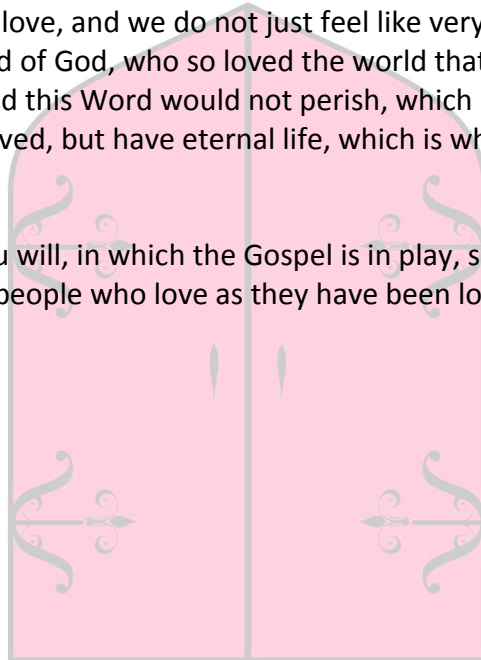 love, and we do not just feel like very
d of God, who so loved the world that
d this Word would not perish, which
ved, but have eternal life, which is wh
u will, in which the Gospel is in play, s
people who love as they have been lo